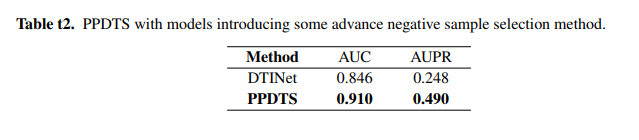 Table t2. PPDTS with models introducing some advance negative sample selection method.
Method AUC AUPR
DTINet 0.846 0.248
PPDTS 0.910 0.490